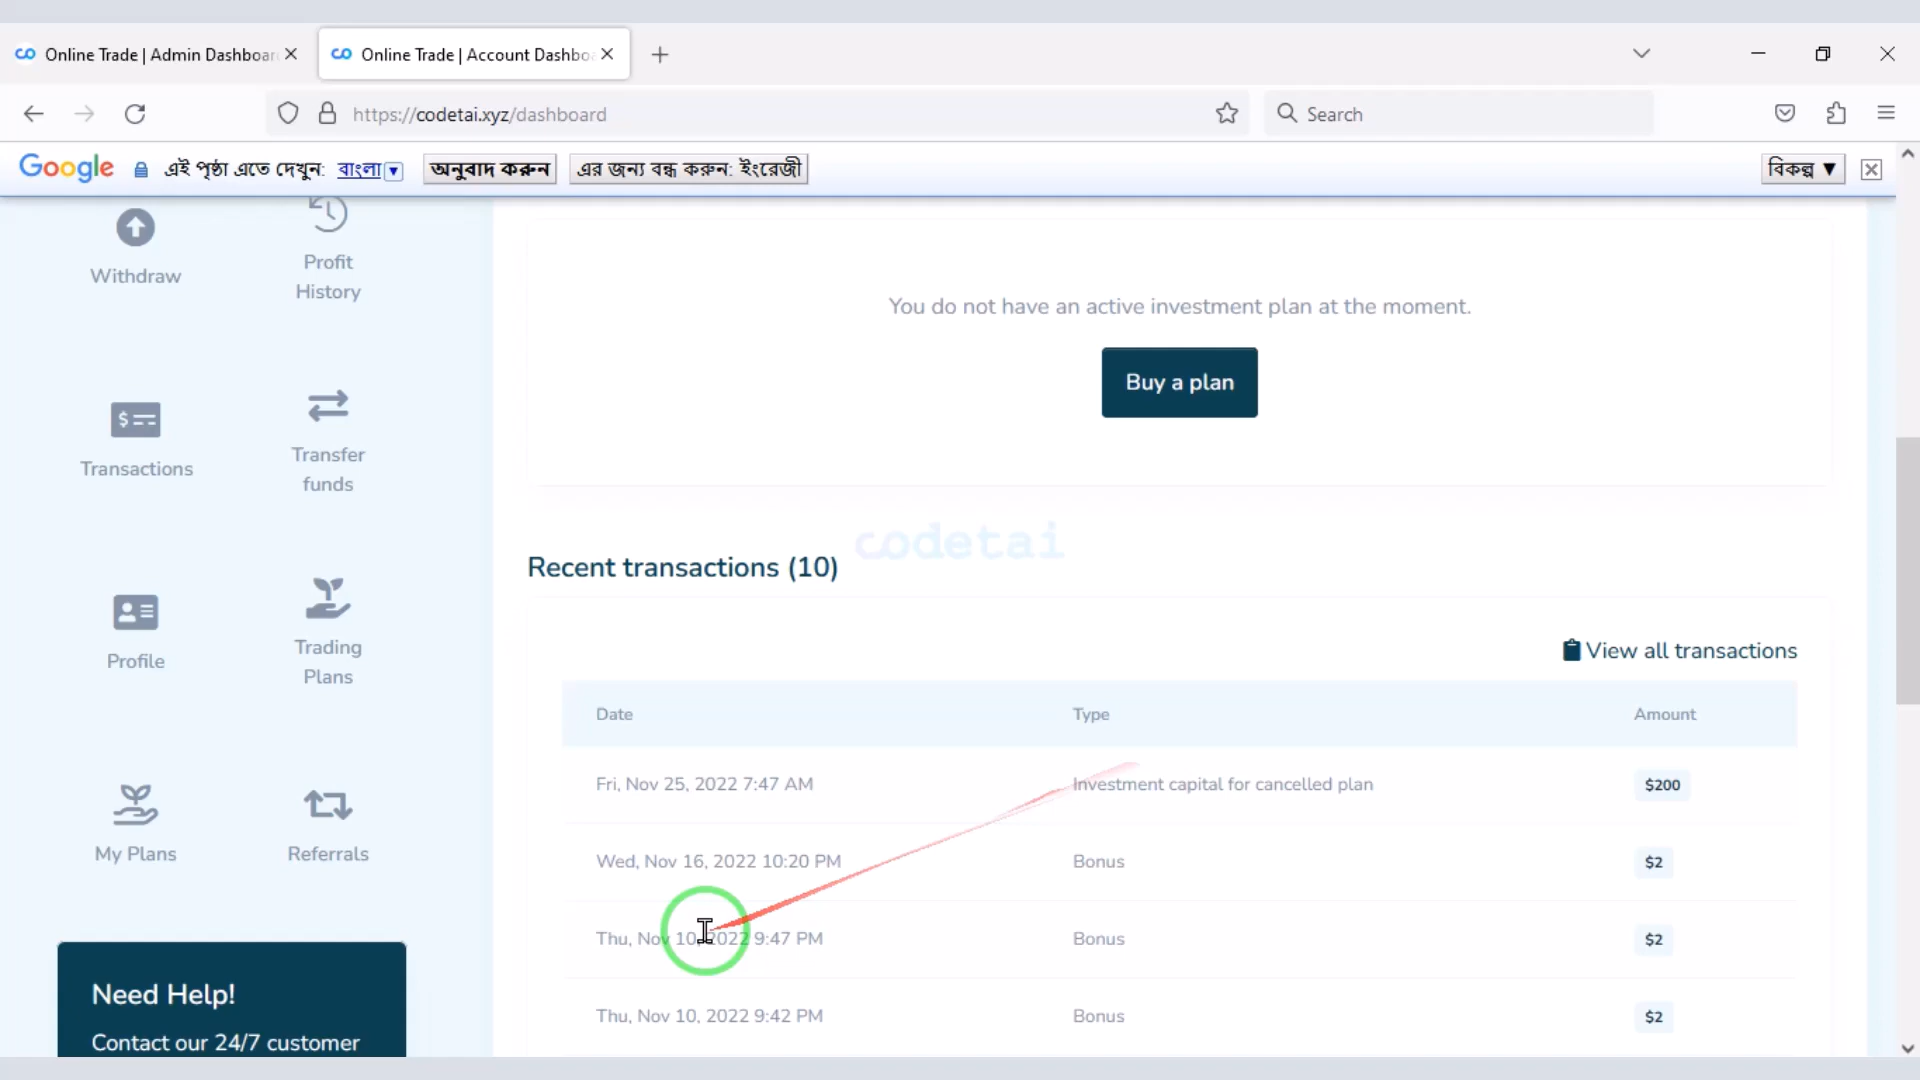 Online Trade | Admin Dashboar
Online Trade | Account Dashbo
https://codetai.xyz/dashboard
Search
Google এই পৃষ্ঠা এতে দেখুন: বাংলা ▼ অনুবাদ করুন এর জন্য বন্ধ করুন: ইংরেজী বিকল্প ▼
Withdraw
Profit
History
Transactions
Transfer
funds
Profile
Trading
Plans
My Plans
Referrals
Need Help!
Contact our 24/7 customer
You do not have an active investment plan at the moment.
Buy a plan
codetai
Recent transactions (10)
View all transactions
Date Type Amount
Fri, Nov 25, 2022 7:47 AM Investment capital for cancelled plan $200
Wed, Nov 16, 2022 10:20 PM Bonus $2
Thu, Nov 10, 2022 9:47 PM Bonus $2
Thu, Nov 10, 2022 9:42 PM Bonus $2